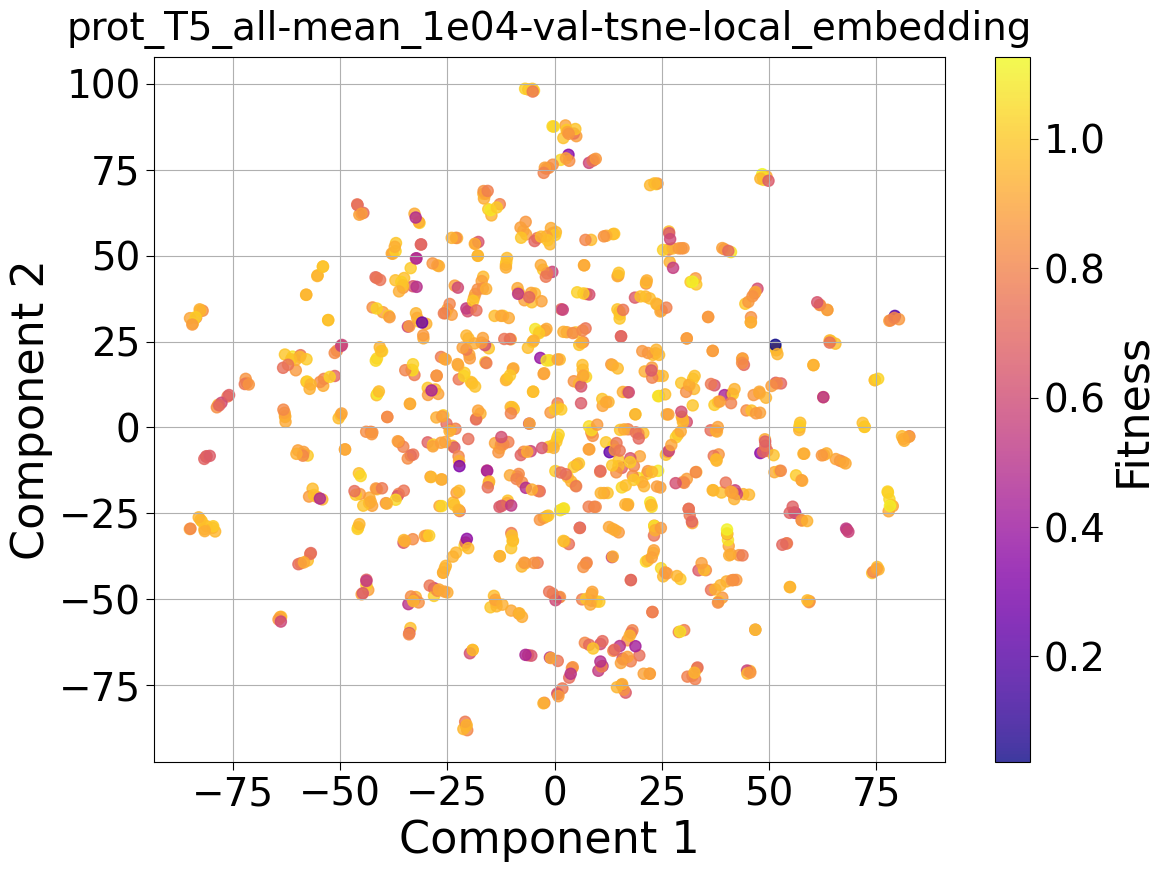 prot_T5_all-mean_1e04-val-tsne-local_embedding
100
75
50
25
0
−25
−50
−75
Component 2
−75 −50 −25 0 25 50 75
Component 1
1.0
0.8
0.6
0.4
0.2
Fitness